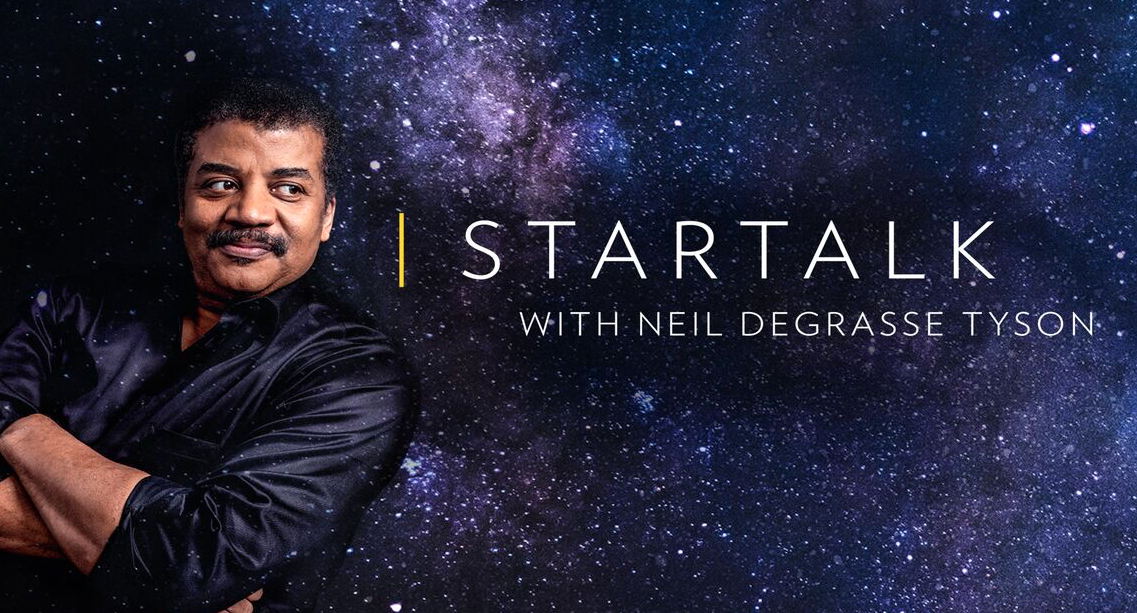 STARTALK
WITH NEIL DEGRASSE TYSON